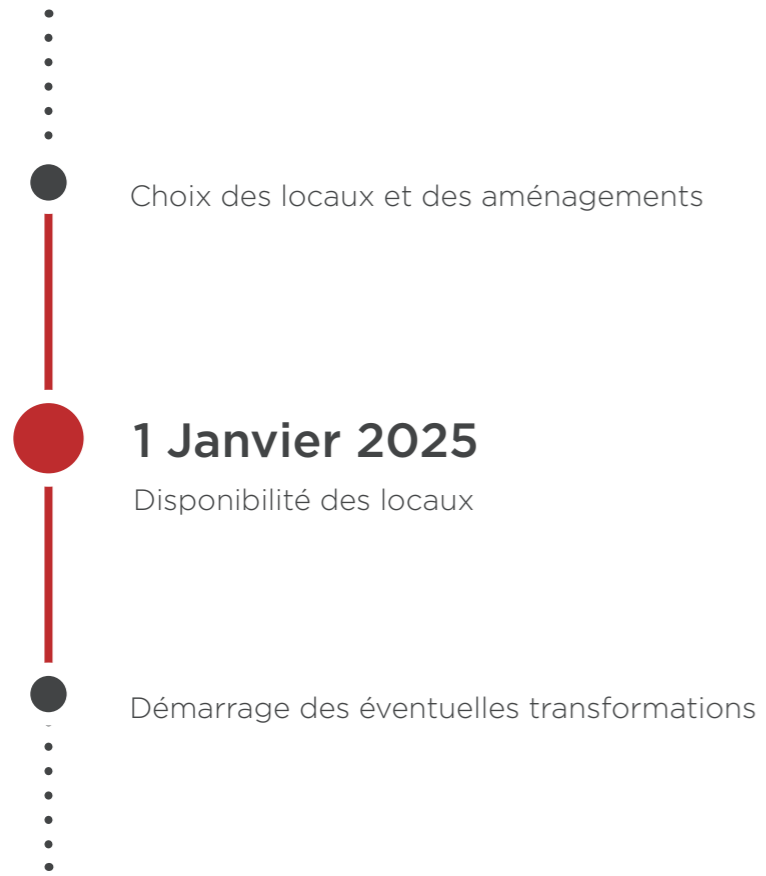 Choix des locaux et des aménagements
1 Janvier 2025
Disponibilité des locaux
Démarrage des éventuelles transformations